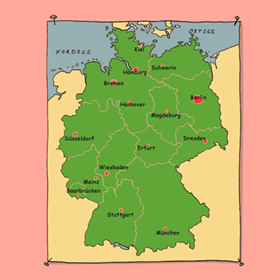 NORDSEE
OSTSEE
Kiel
Schwerin
Hamburg
Bremen
Berlin
Hannover
Magdeburg
Düsseldorf
Dresden
Erfurt
Wiesbaden
Mainz
Saarbrücken
Stuttgart
München